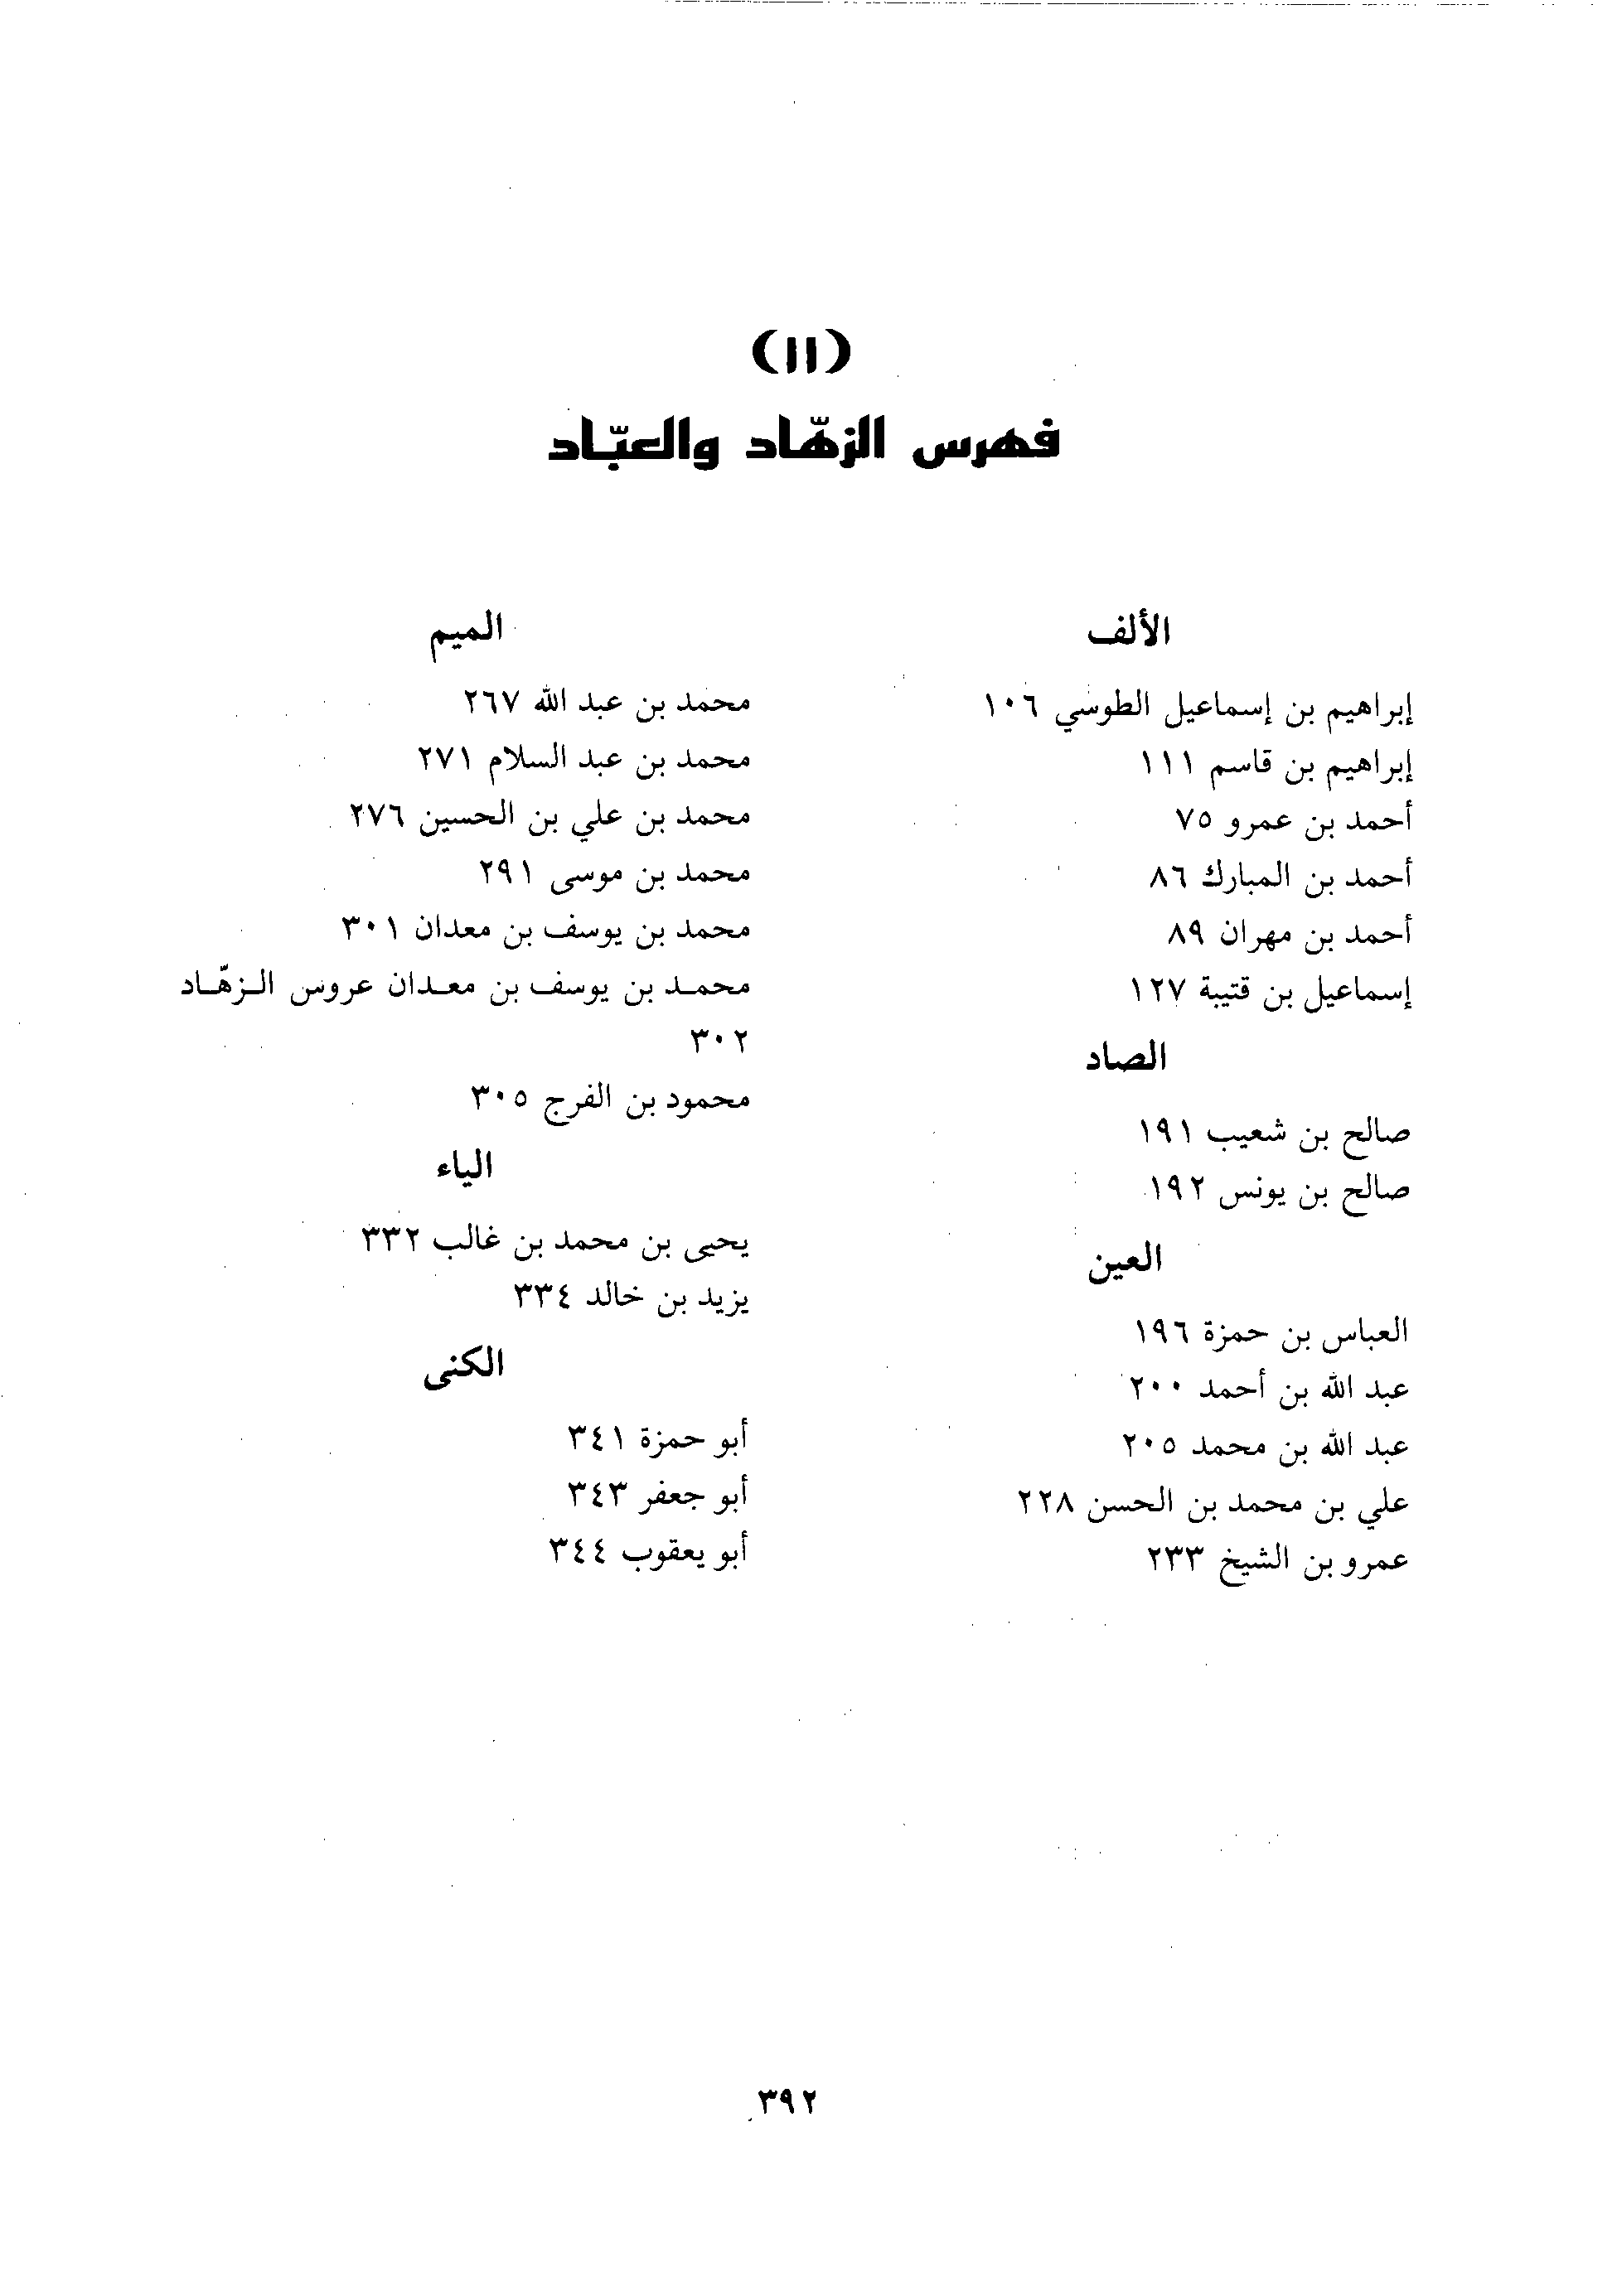 (١١)
فهرس الزهّاد والعبّاد
الألف
إبراهيم بن إسماعيل الطوسي ١٠٦
إبراهيم بن قاسم ١١١
أحمد بن عمرو ٧٥
أحمد بن المبارك ٨٦
أحمد بن مهران ٨٩
إسماعيل بن قتيبة ١٢٧
الصاد
صالح بن شعيب ١٩١
صالح بن يونس ١٩٢
العين
العباس بن حمزة ١٩٦
عبد الله بن أحمد ٢٠٠
عبد الله بن محمد ٢٠٥
علي بن محمد بن الحسن ٢٢٨
عمرو بن الشيخ ٢٣٣
الميم
محمد بن عبد الله ٢٦٧
محمد بن عبد السلام ٢٧١
محمد بن علي بن الحسين ٢٧٦
محمد بن موسى ٢٩١
محمد بن يوسف بن معدان ٣٠١
محمـد بن يوسف بن معـدان عروس الـزهّـاد
٣٠٢
محمود بن الفرج ٣٠٥
الياء
يحيى بن محمد بن غالب ٣٣٢
يزيد بن خالد ٣٣٤
الكنى
أبو حمزة ٣٤١
أبو جعفر ٣٤٣
أبو يعقوب ٣٤٤
٣٩٢